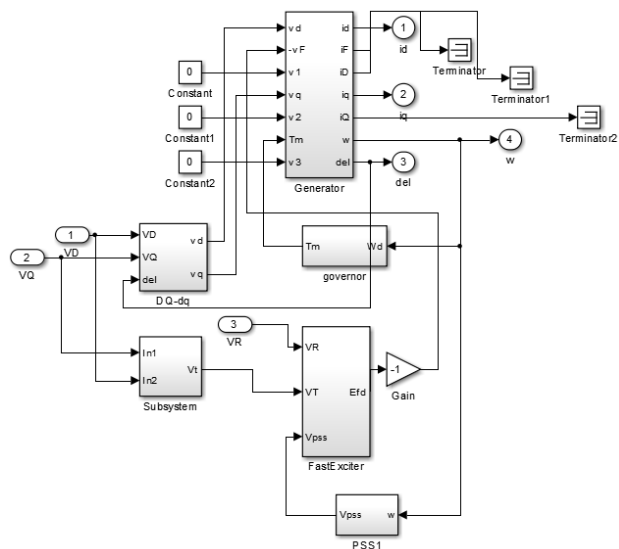 vd id 1
-vF iF id Terminator
0 v1 iD Terminator1
Constant
vq iq 2
0 v2 iQ iq Terminator2
Constant1
Tm w 4
0 v3 del 3 w
Constant2 Generator del
1 VD vd Tm Wd
2 VD VQ governor
VQ del vq
DQ-dq
3 VR
In1 VR
Vt VT Efd -1
In2 Gain
Subsystem Vpss
FastExciter
Vpss w
PSS1